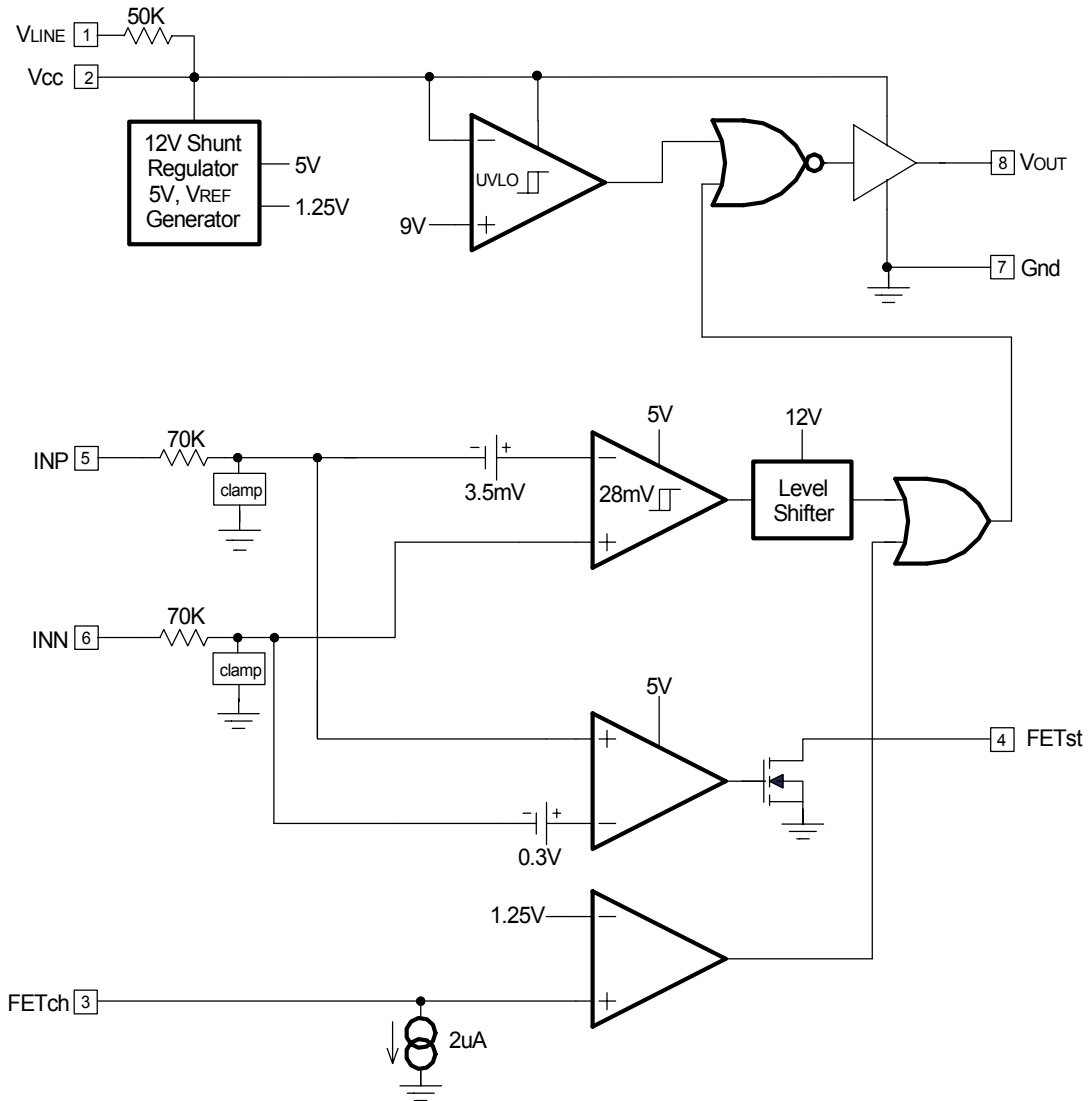 50K
VLINE 1
Vcc 2
12V Shunt
Regulator
5V, VREF
Generator
5V
1.25V
−
UVLO
9V
+
8 VOUT
7 Gnd
INP 5
70K
clamp
− +
3.5mV
5V
−
28mV
+
12V
Level
Shifter
INN 6
70K
clamp
5V
+
− +
0.3V
−
4 FETst
1.25V
−
FETch 3
+
2uA